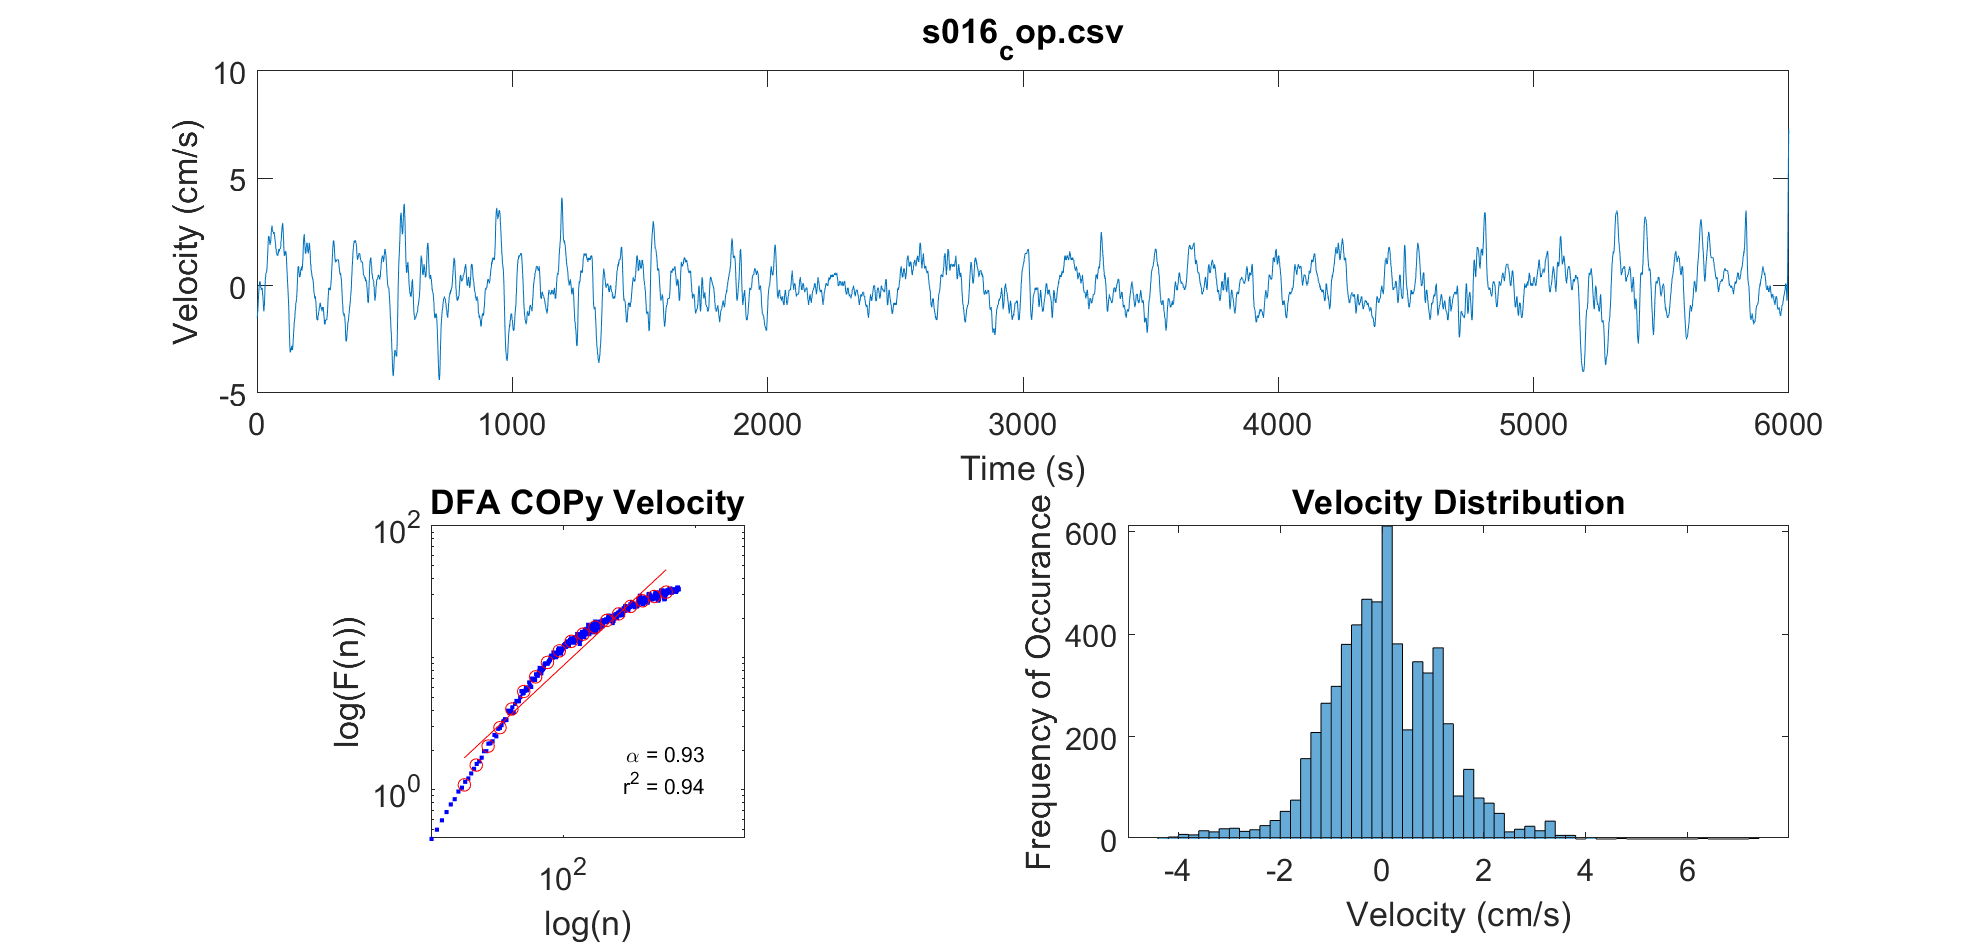 s016cop.csv
10
5
0
-5
Velocity (cm/s)
0 1000 2000 3000 4000 5000 6000
Time (s)
DFA COPy Velocity
10^2
10^0
log(F(n))
α = 0.93
r^2 = 0.94
10^2
log(n)
Velocity Distribution
600
400
200
0
Frequency of Occurance
-4 -2 0 2 4 6
Velocity (cm/s)